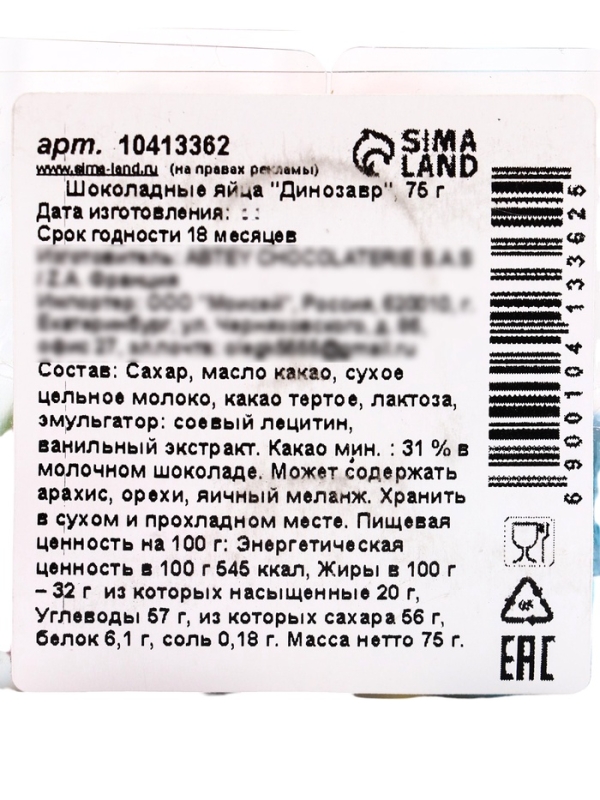 арт. 10413362
SIMA
LAND
www.sima-land.ru (на правах рекламы)
Шоколадные яйца "Динозавр", 75 г
Дата изготовления: : :
Срок годности 18 месяцев
Состав: Сахар, масло какао, сухое
цельное молоко, какао тертое, лактоза,
эмульгатор: соевый лецитин,
ванильный экстракт. Какао мин. : 31 % в
молочном шоколаде. Может содержать
арахис, орехи, яичный меланж. Хранить
в сухом и прохладном месте. Пищевая
ценность на 100 г: Энергетическая
ценность в 100 г 545 ккал, Жиры в 100 г
– 32 г из которых насыщенные 20 г,
Углеводы 57 г, из которых сахара 56 г,
белок 6,1 г, соль 0,18 г. Масса нетто 75 г.
6900104133625
EAC